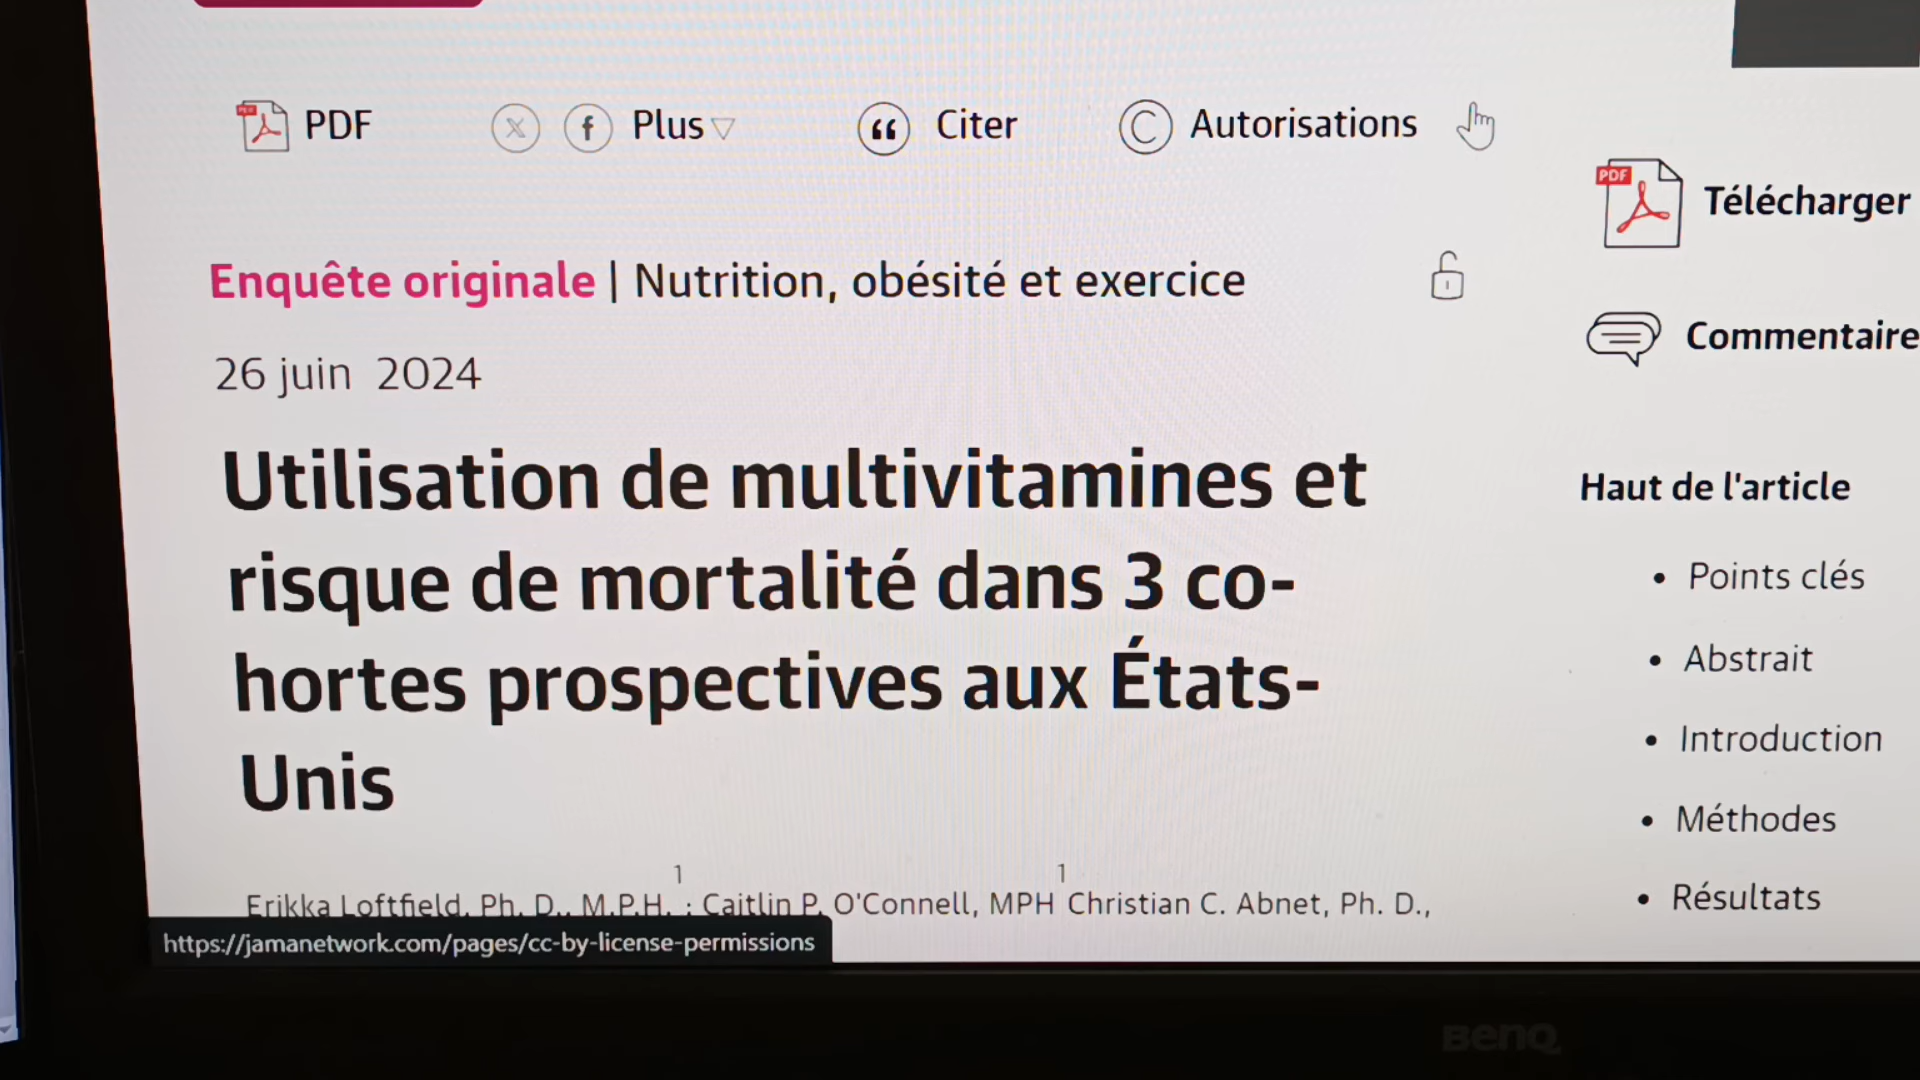 PDF
Plus
Citer
Autorisations
PDF Télécharger
Enquête originale | Nutrition, obésité et exercice
Commentaire
26 juin 2024
Utilisation de multivitamines et
risque de mortalité dans 3 co-
hortes prospectives aux États-
Unis
Haut de l'article
• Points clés
• Abstrait
• Introduction
• Méthodes
• Résultats
1 1
Erikka Loftfield, Ph. D., M.P.H. ; Caitlin P. O'Connell, MPH Christian C. Abnet, Ph. D.,
https://jamanetwork.com/pages/cc-by-license-permissions
BenQ